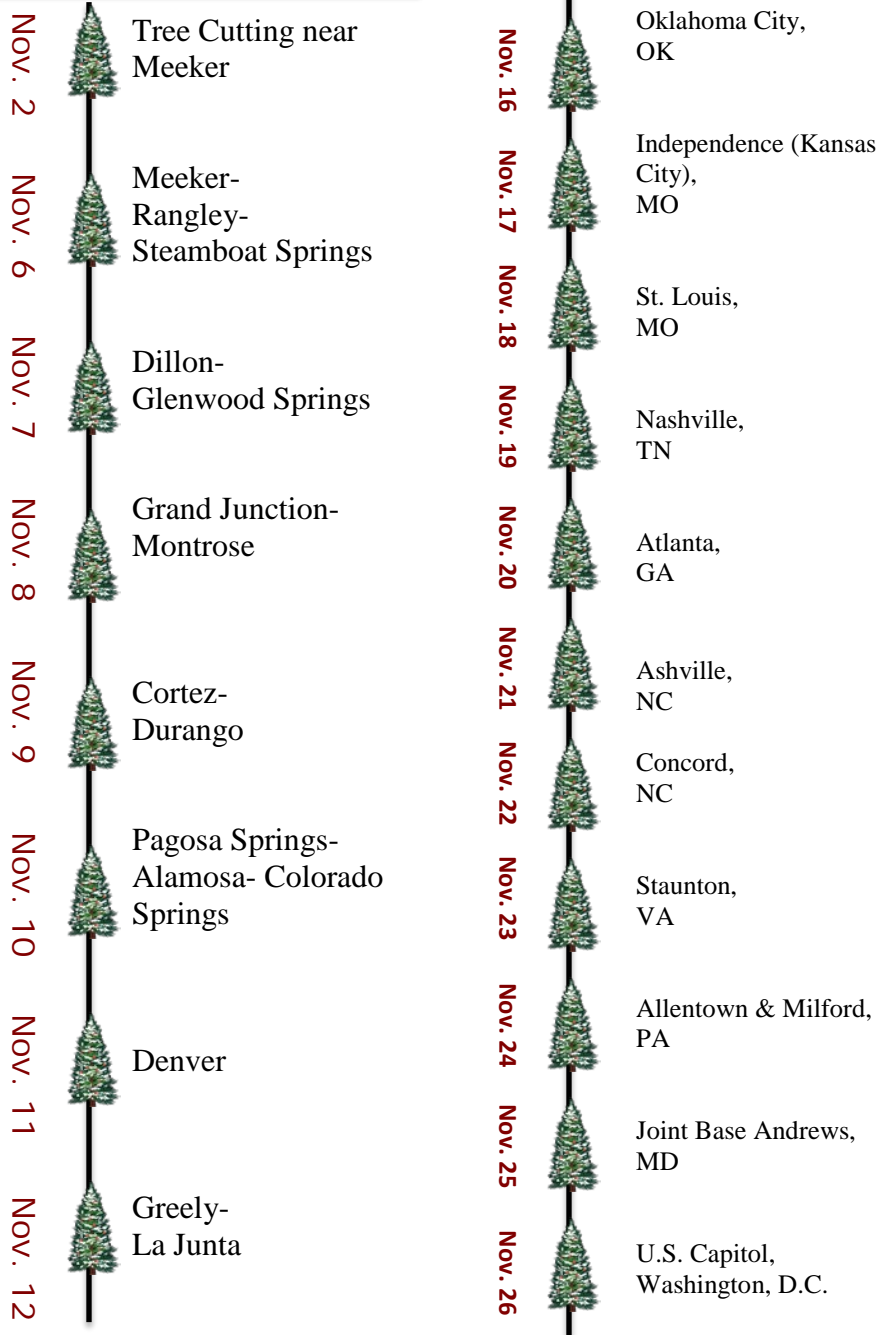 Nov. 2
Tree Cutting near
Meeker
Nov. 6
Meeker-
Rangley-
Steamboat Springs
Nov. 7
Dillon-
Glenwood Springs
Nov. 8
Grand Junction-
Montrose
Nov. 9
Cortez-
Durango
Nov. 10
Pagosa Springs-
Alamosa- Colorado
Springs
Nov. 11
Denver
Nov. 12
Greely-
La Junta
Nov. 16
Oklahoma City,
OK
Nov. 17
Independence (Kansas
City),
MO
Nov. 18
St. Louis,
MO
Nov. 19
Nashville,
TN
Nov. 20
Atlanta,
GA
Nov. 21
Ashville,
NC
Nov. 22
Concord,
NC
Nov. 23
Staunton,
VA
Nov. 24
Allentown & Milford,
PA
Nov. 25
Joint Base Andrews,
MD
Nov. 26
U.S. Capitol,
Washington, D.C.